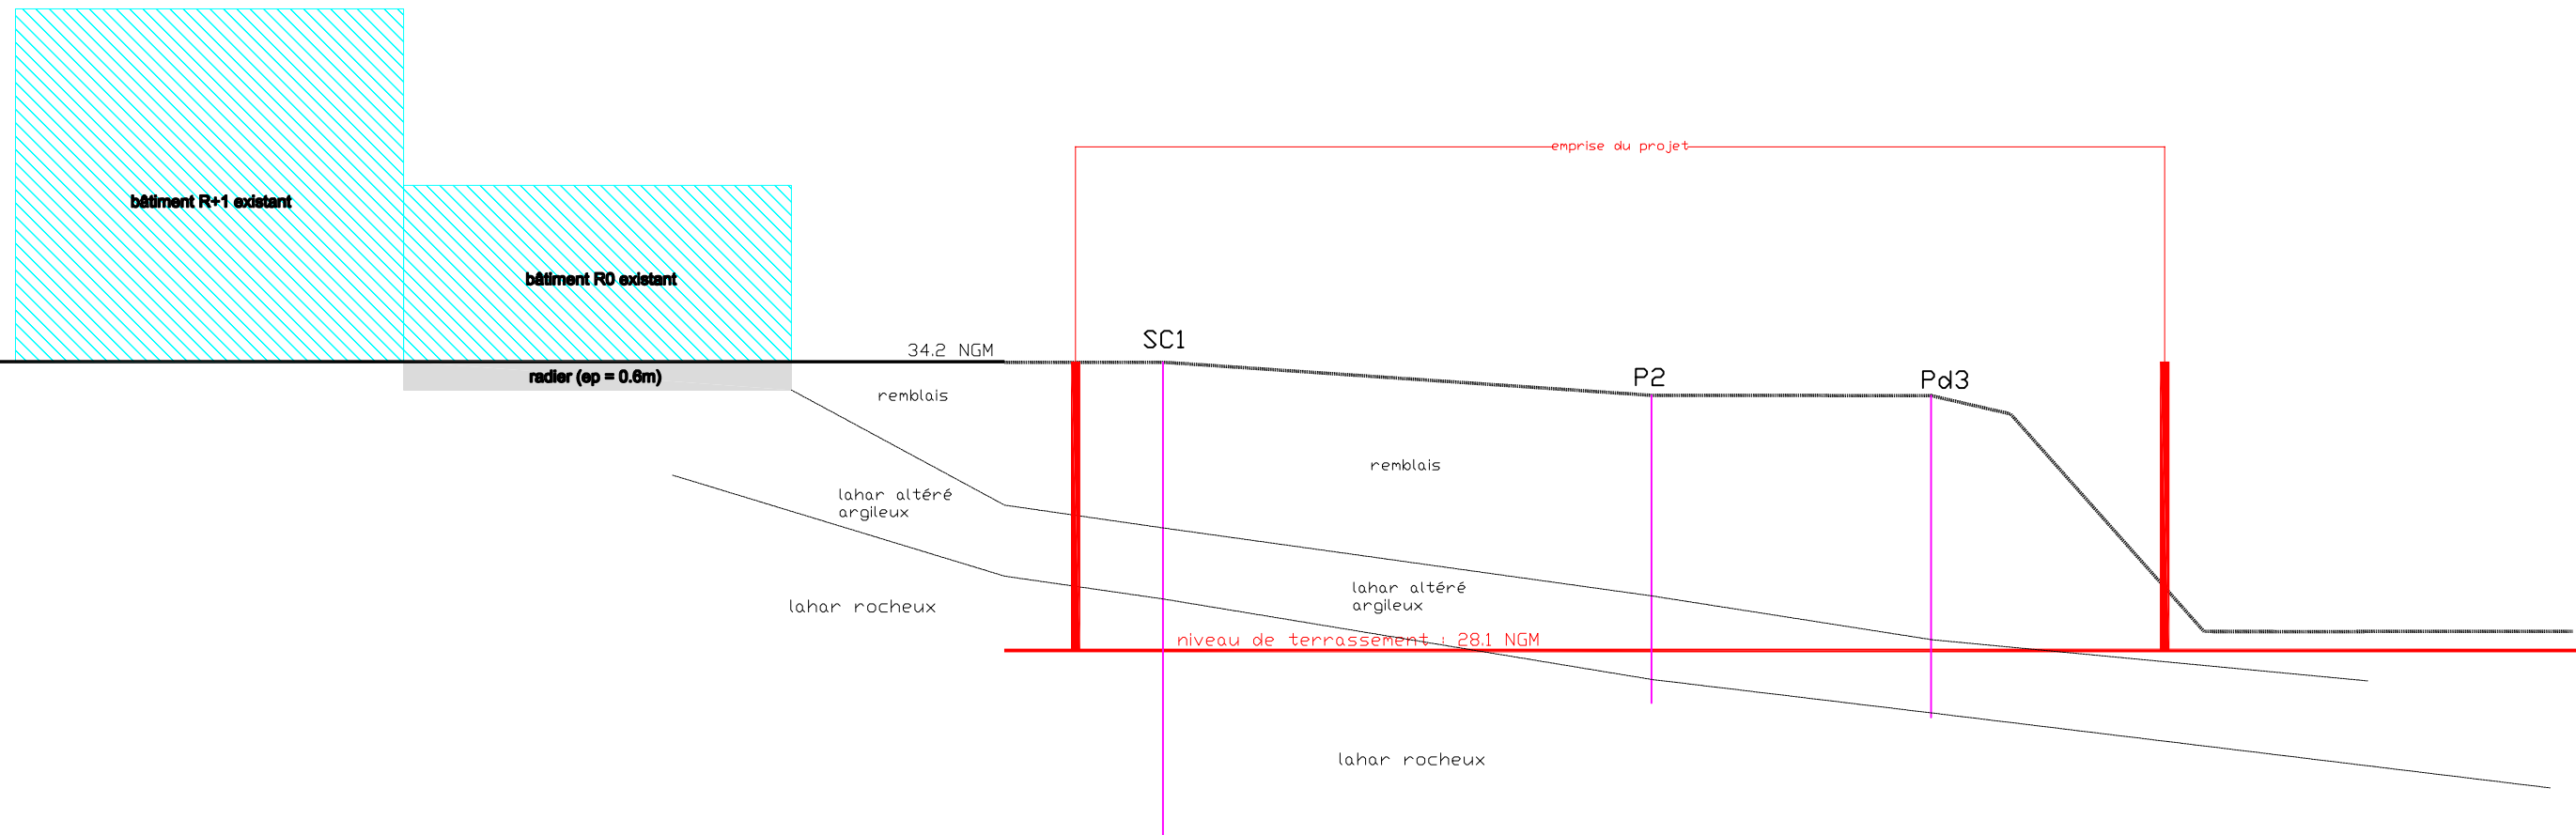 emprise du projet
bâtiment R+1 existant
bâtiment R0 existant
SC1
34.2 NGM
radier (ep = 0.6m)
P2
Pd3
remblais
remblais
lahar altéré
argileux
lahar altéré
argileux
lahar rocheux
niveau de terrassement : 28.1 NGM
lahar rocheux